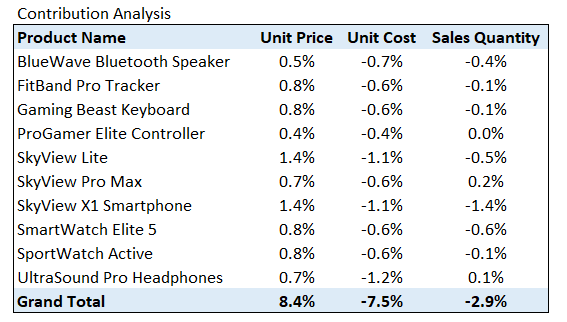 Contribution Analysis
Product Name Unit Price Unit Cost Sales Quantity
BlueWave Bluetooth Speaker 0.5% -0.7% -0.4%
FitBand Pro Tracker 0.8% -0.6% -0.1%
Gaming Beast Keyboard 0.8% -0.6% -0.1%
ProGamer Elite Controller 0.4% -0.4% 0.0%
SkyView Lite 1.4% -1.1% -0.5%
SkyView Pro Max 0.7% -0.6% 0.2%
SkyView X1 Smartphone 1.4% -1.1% -1.4%
SmartWatch Elite 5 0.8% -0.6% -0.6%
SportWatch Active 0.8% -0.6% -0.1%
UltraSound Pro Headphones 0.7% -1.2% 0.1%
Grand Total 8.4% -7.5% -2.9%